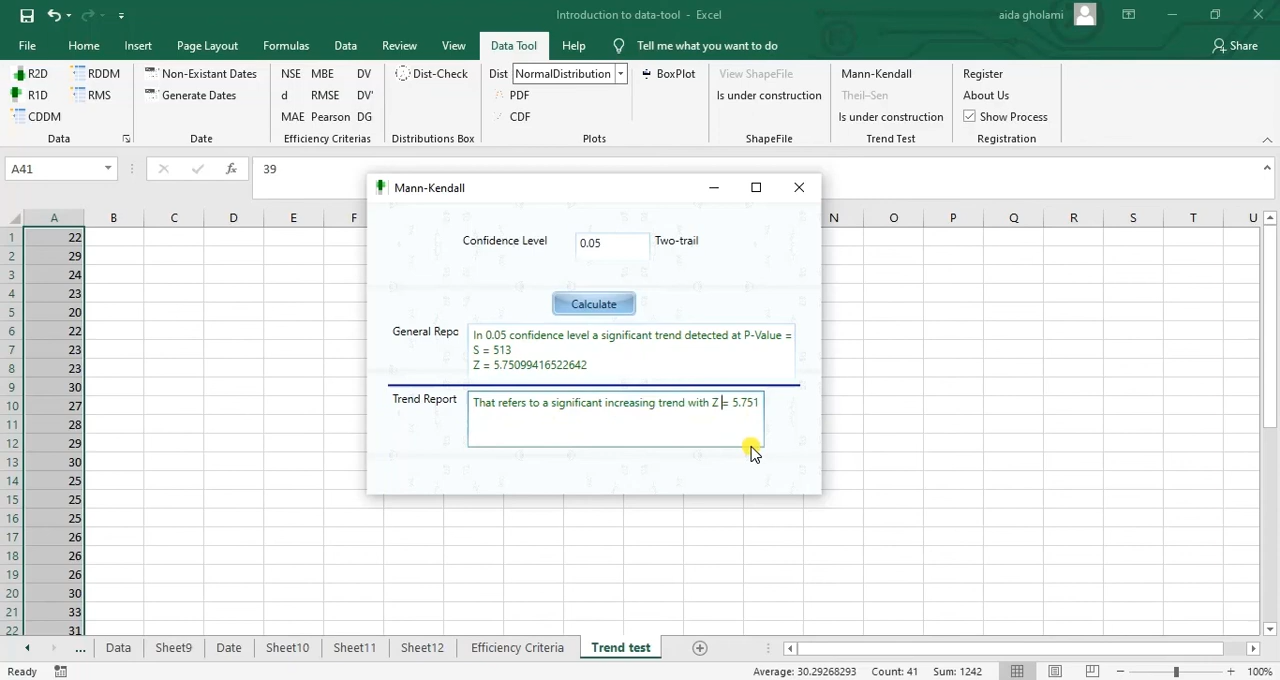 Introduction to data-tool - Excel
aida gholami
File Home Insert Page Layout Formulas Data Review View Data Tool Help Tell me what you want to do Share
R2D RDDM Non-Existant Dates NSE MBE DV Dist-Check Dist NormalDistribution BoxPlot View ShapeFile Mann-Kendall Register
R1D RMS Generate Dates d RMSE DV' PDF Is under construction Theil–Sen About Us
CDDM MAE Pearson DG CDF Is under construction Show Process
Data Date Efficiency Criterias Distributions Box Plots ShapeFile Trend Test Registration
A41 fx 39
Mann-Kendall
Confidence Level 0.05 Two-trail
Calculate
General Repo
In 0.05 confidence level a significant trend detected at P-Value =
S = 513
Z = 5.75099416522642
Trend Report
That refers to a significant increasing trend with Z = 5.751
A B C D E F N O P Q R S T U
1 22
2 29
3 24
4 23
5 20
6 22
7 23
8 23
9 30
10 27
11 28
12 29
13 30
14 25
15 25
16 25
17 26
18 26
19 26
20 30
21 33
22 31
... Data Sheet9 Date Sheet10 Sheet11 Sheet12 Efficiency Criteria Trend test
Ready Average: 30.29268293 Count: 41 Sum: 1242 100%